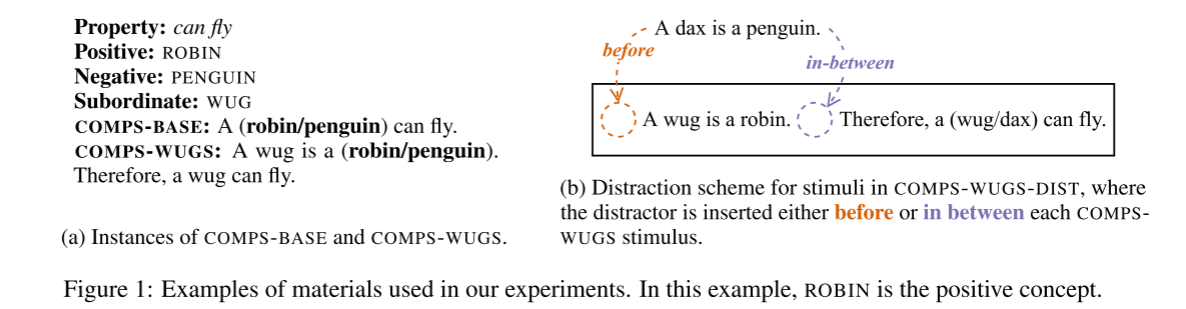 Property: can fly
Positive: ROBIN
Negative: PENGUIN
Subordinate: WUG
COMPS-BASE: A (robin/penguin) can fly.
COMPS-WUGS: A wug is a (robin/penguin).
Therefore, a wug can fly.
(a) Instances of COMPS-BASE and COMPS-WUGS.
A dax is a penguin.
before
in-between
A wug is a robin. Therefore, a (wug/dax) can fly.
(b) Distraction scheme for stimuli in COMPS-WUGS-DIST, where
the distractor is inserted either before or in between each COMPS-
WUGS stimulus.
Figure 1: Examples of materials used in our experiments. In this example, ROBIN is the positive concept.